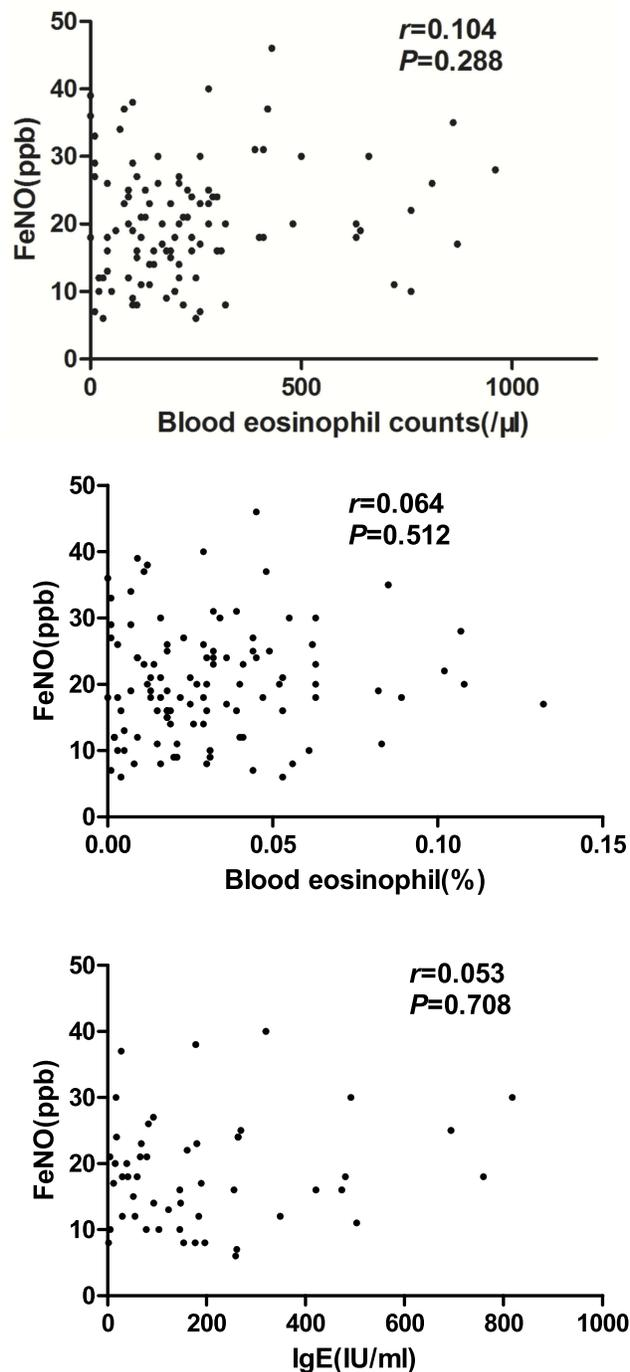 50
r=0.104
P=0.288
40
30
20
10
0
FeNO(ppb)
0 500 1000
Blood eosinophil counts(/µl)
50
r=0.064
P=0.512
40
30
20
10
0
FeNO(ppb)
0.00 0.05 0.10 0.15
Blood eosinophil(%)
50
r=0.053
P=0.708
40
30
20
10
0
FeNO(ppb)
0 200 400 600 800 1000
IgE(IU/ml)